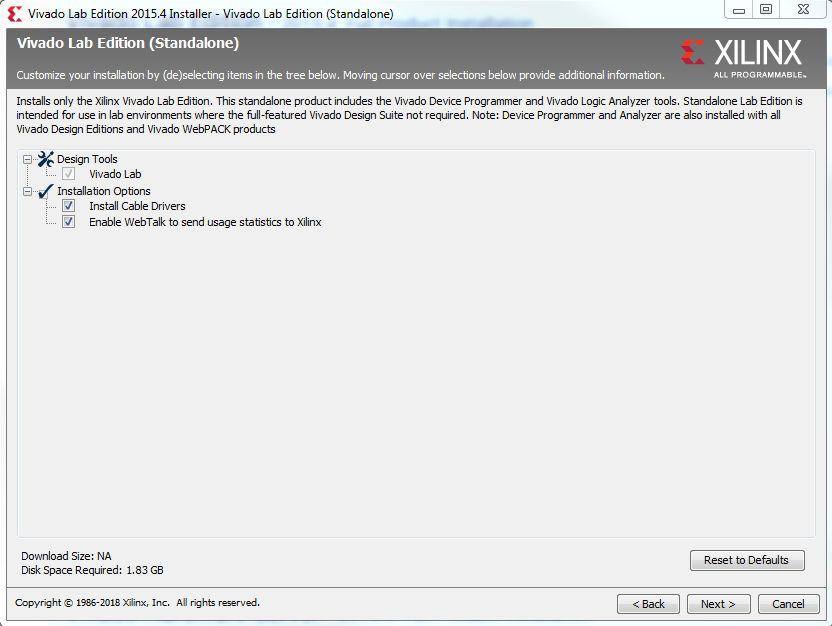 Vivado Lab Edition 2015.4 Installer - Vivado Lab Edition (Standalone)
Vivado Lab Edition (Standalone)
Customize your installation by (de)selecting items in the tree below. Moving cursor over selections below provide additional information.
XILINX
ALL PROGRAMMABLE™
Installs only the Xilinx Vivado Lab Edition. This standalone product includes the Vivado Device Programmer and Vivado Logic Analyzer tools. Standalone Lab Edition is
intended for use in lab environments where the full-featured Vivado Design Suite not required. Note: Device Programmer and Analyzer are also installed with all
Vivado Design Editions and Vivado WebPACK products
Design Tools
Vivado Lab
Installation Options
Install Cable Drivers
Enable WebTalk to send usage statistics to Xilinx
Download Size: NA
Disk Space Required: 1.83 GB
Reset to Defaults
Copyright © 1986-2018 Xilinx, Inc. All rights reserved.
< Back
Next >
Cancel